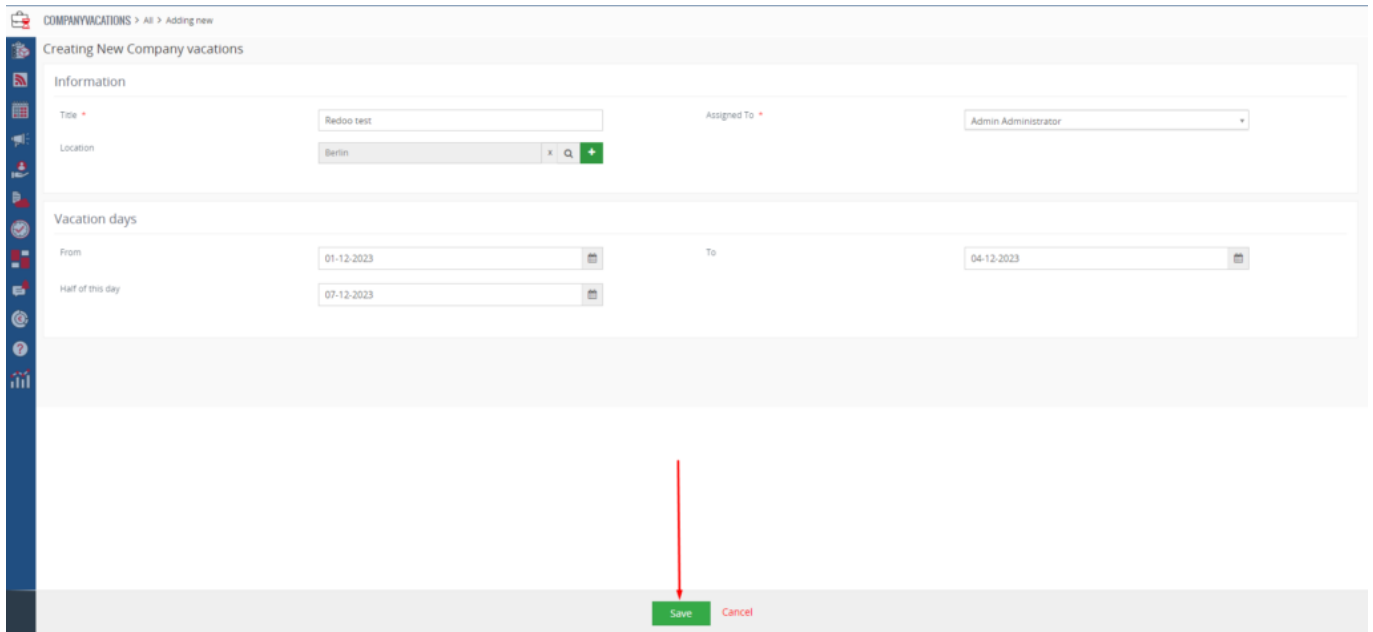 COMPANYVACATIONS > All > Adding new
Creating New Company vacations
Information
Title *
Redoo test
Assigned To *
Admin Administrator
Location
Berlin
x
+
Vacation days
From
01-12-2023
To
04-12-2023
Half of this day
07-12-2023
?
Save
Cancel